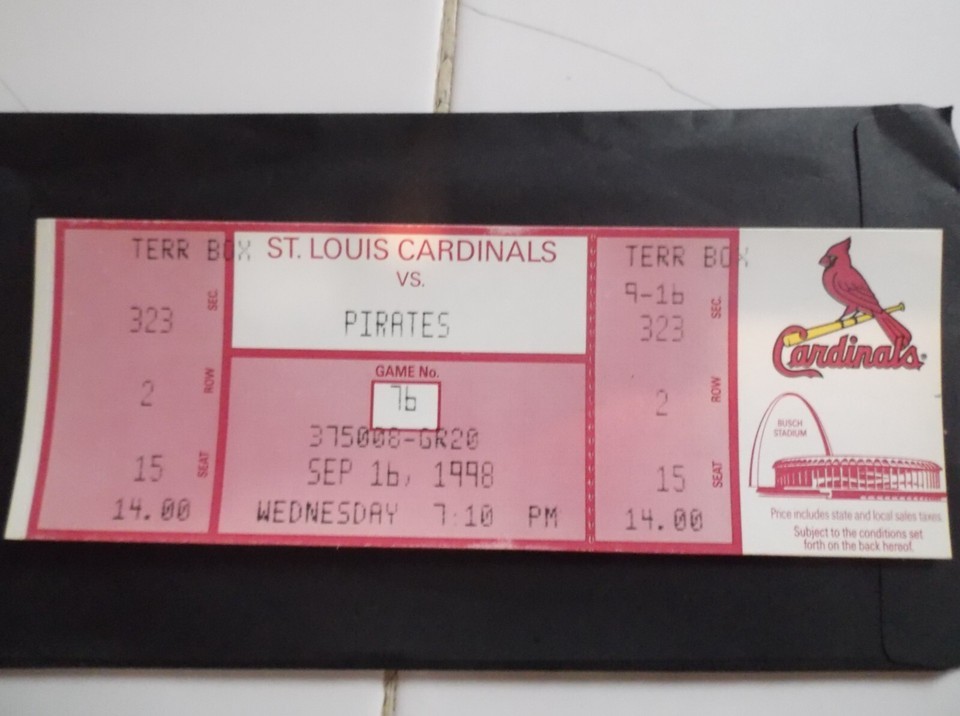 TERR BOX
SEC.
323
ROW
2
SEAT
15
14.00
ST. LOUIS CARDINALS
VS.
PIRATES
GAME No.
76
375008-GR20
SEP 16, 1998
WEDNESDAY 7:10 PM
TERR BOX
9-16
SEC.
323
ROW
2
SEAT
15
14.00
Cardinals
BUSCH
STADIUM
Price includes state and local sales taxes.
Subject to the conditions set
forth on the back hereof.